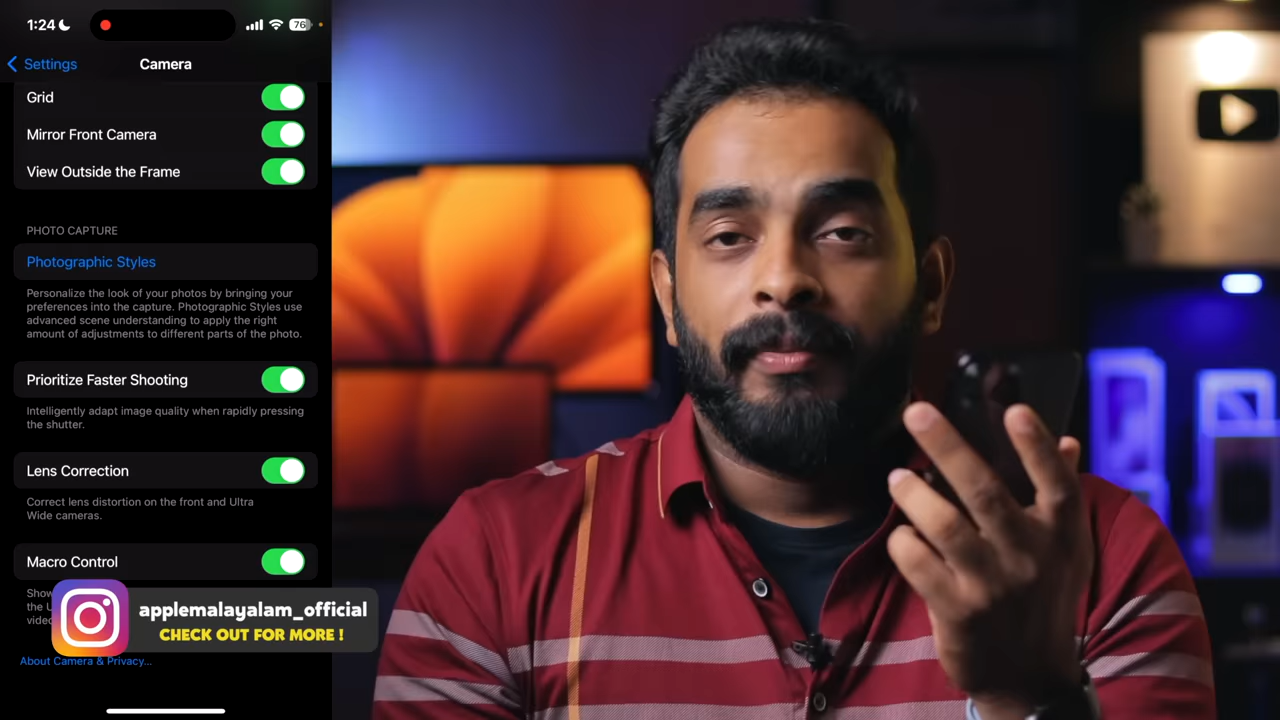 1:24
76
Settings
Camera
Grid
Mirror Front Camera
View Outside the Frame
PHOTO CAPTURE
Photographic Styles
Personalize the look of your photos by bringing your
preferences into the capture. Photographic Styles use
advanced scene understanding to apply the right
amount of adjustments to different parts of the photo.
Prioritize Faster Shooting
Intelligently adapt image quality when rapidly pressing
the shutter.
Lens Correction
Correct lens distortion on the front and Ultra
Wide cameras.
Macro Control
Show
the U
video
applemalayalam_official
CHECK OUT FOR MORE !
About Camera & Privacy...